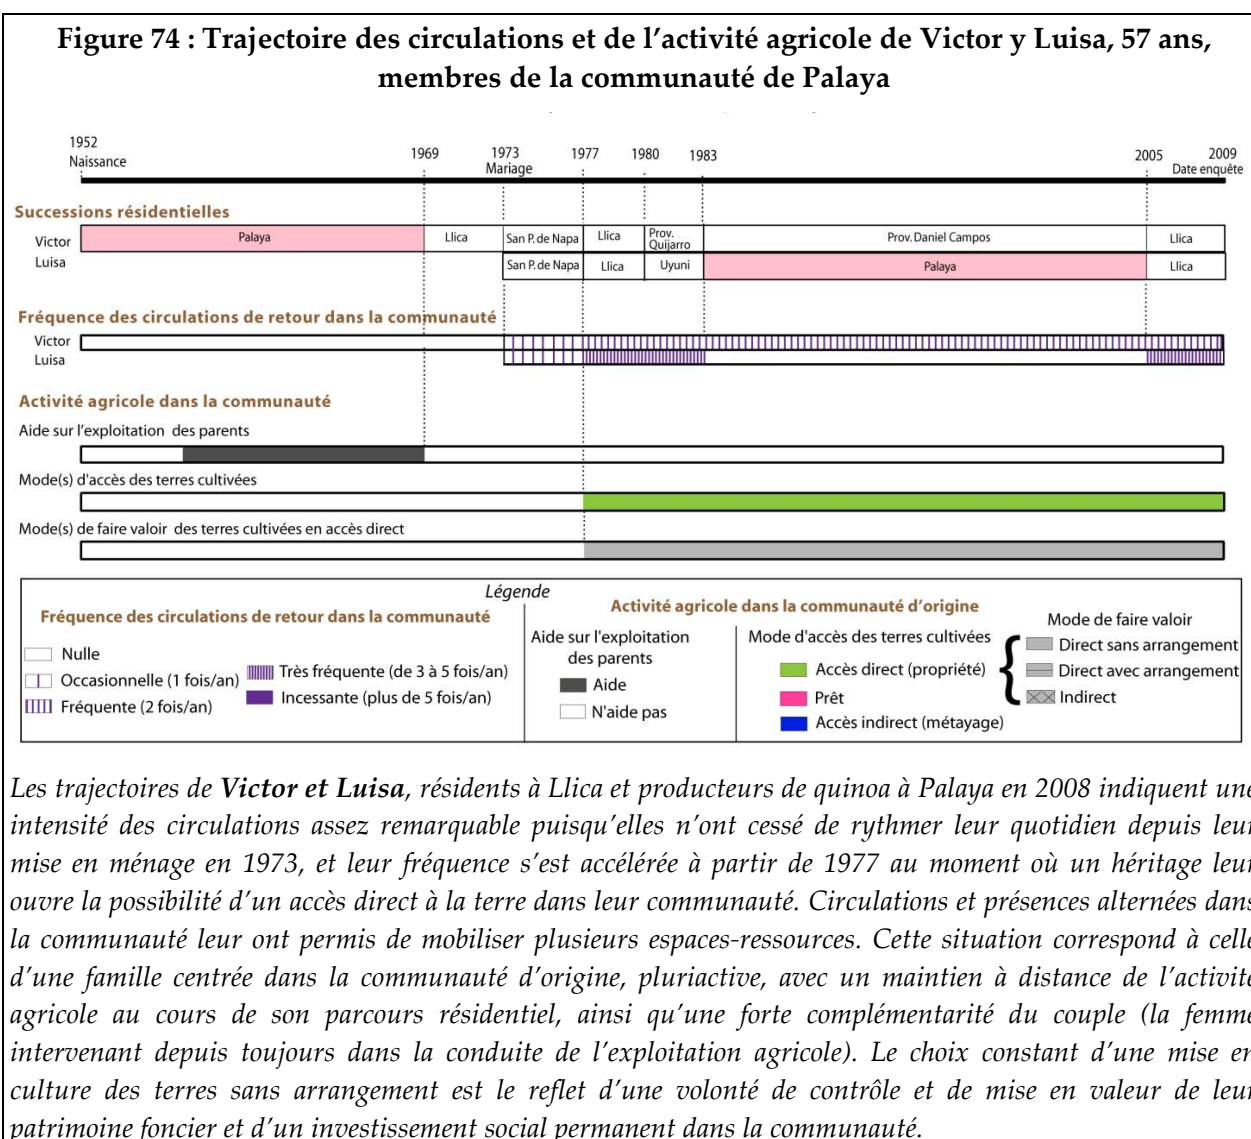 Figure 74 : Trajectoire des circulations et de l’activité agricole de Victor y Luisa, 57 ans,
membres de la communauté de Palaya
1952
Naissance
1969
1973
Mariage
1977
1980
1983
2005
2009
Date enquête
Successions résidentielles
Victor
Palaya
Llica
San P. de Napa
Llica
Prov.
Quijarro
Prov. Daniel Campos
Llica
Luisa
San P. de Napa
Llica
Uyuni
Palaya
Llica
Fréquence des circulations de retour dans la communauté
Victor
Luisa
Activité agricole dans la communauté
Aide sur l'exploitation des parents
Mode(s) d'accès des terres cultivées
Mode(s) de faire valoir des terres cultivées en accès direct
Légende
Fréquence des circulations de retour dans la communauté
Nulle
Occasionnelle (1 fois/an)
Fréquente (2 fois/an)
Très fréquente (de 3 à 5 fois/an)
Incessante (plus de 5 fois/an)
Activité agricole dans la communauté d'origine
Aide sur l'exploitation
des parents
Aide
N'aide pas
Mode d'accès des terres cultivées
Accès direct (propriété)
Prêt
Accès indirect (métayage)
Mode de faire valoir
Direct sans arrangement
Direct avec arrangement
Indirect
Les trajectoires de Victor et Luisa, résidents à Llica et producteurs de quinoa à Palaya en 2008 indiquent une
intensité des circulations assez remarquable puisqu’elles n’ont cessé de rythmer leur quotidien depuis leur
mise en ménage en 1973, et leur fréquence s’est accélérée à partir de 1977 au moment où un héritage leur
ouvre la possibilité d’un accès direct à la terre dans leur communauté. Circulations et présences alternées dans
la communauté leur ont permis de mobiliser plusieurs espaces-ressources. Cette situation correspond à celle
d’une famille centrée dans la communauté d’origine, pluriactive, avec un maintien à distance de l’activité
agricole au cours de son parcours résidentiel, ainsi qu’une forte complémentarité du couple (la femme
intervenant depuis toujours dans la conduite de l’exploitation agricole). Le choix constant d’une mise en
culture des terres sans arrangement est le reflet d’une volonté de contrôle et de mise en valeur de leur
patrimoine foncier et d’un investissement social permanent dans la communauté.